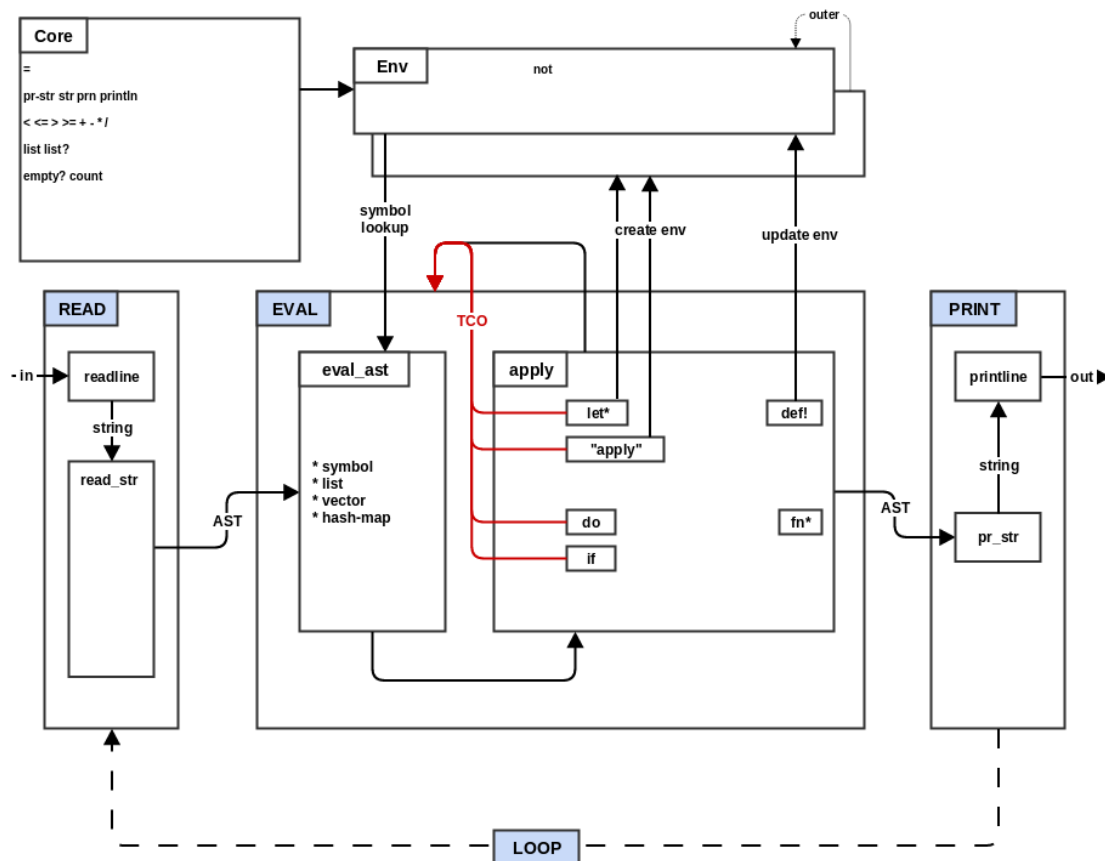 Core
=
pr-str str prn println
< <= > >= + - * /
list list?
empty? count
outer
Env
not
symbol
lookup
create env
update env
READ
- in
readline
string
read_str
AST
EVAL
TCO
eval_ast
* symbol
* list
* vector
* hash-map
apply
let*
def!
"apply"
do
fn*
if
AST
PRINT
printline
out
string
pr_str
LOOP